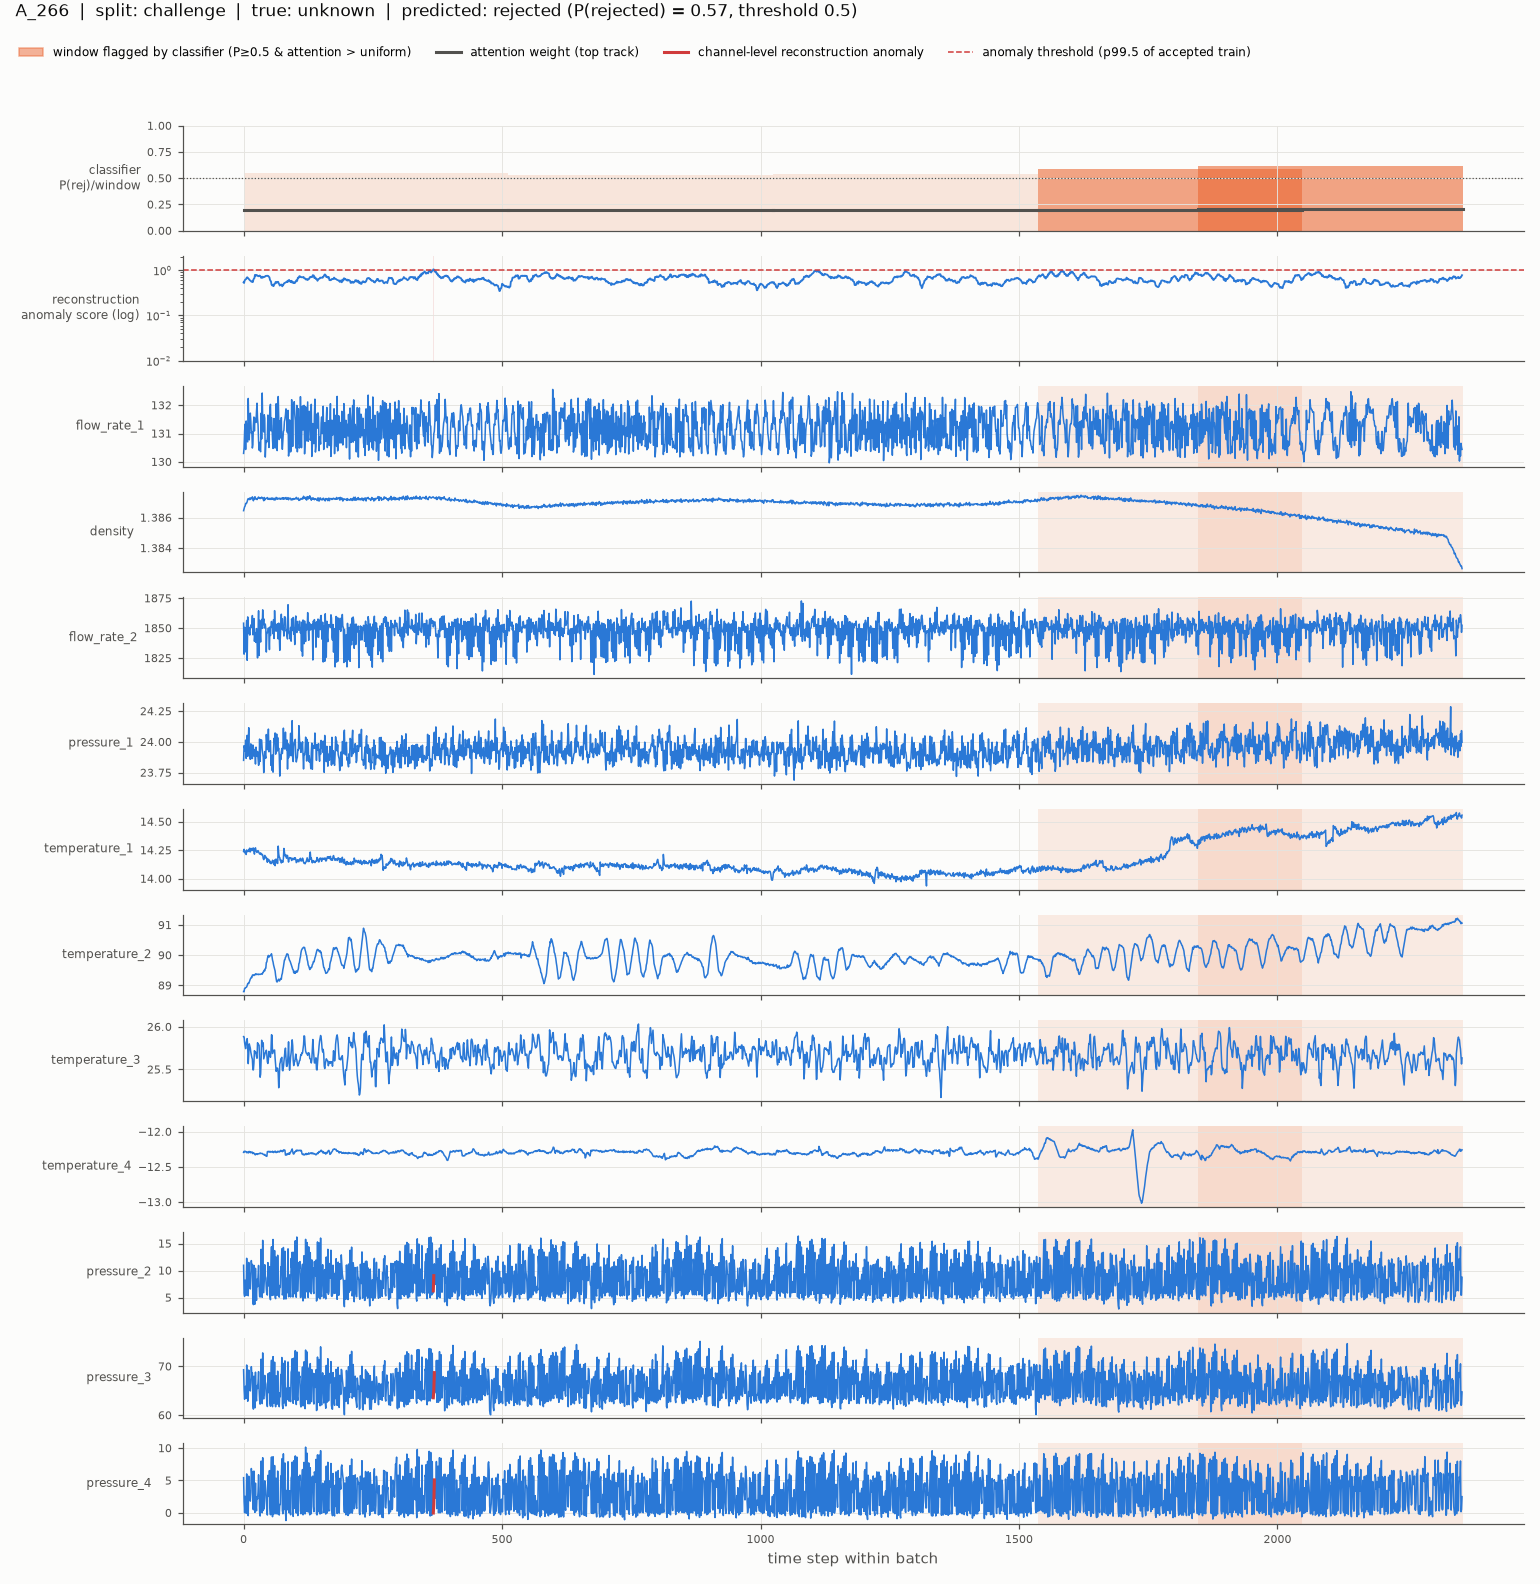 A_266  |  split: challenge  |  true: unknown  |  predicted: rejected (P(rejected) = 0.57, threshold 0.5)
window flagged by classifier (P≥0.5 & attention > uniform)
attention weight (top track)
channel-level reconstruction anomaly
anomaly threshold (p99.5 of accepted train)
classifier
P(rej)/window
1.00
0.75
0.50
0.25
0.00
reconstruction
anomaly score (log)
10⁰
10⁻¹
10⁻²
flow_rate_1
132
131
130
density
1.386
1.384
flow_rate_2
1875
1850
1825
pressure_1
24.25
24.00
23.75
temperature_1
14.50
14.25
14.00
temperature_2
91
90
89
temperature_3
26.0
25.5
temperature_4
−12.0
−12.5
−13.0
pressure_2
15
10
5
pressure_3
70
60
pressure_4
10
5
0
0
500
1000
1500
2000
time step within batch